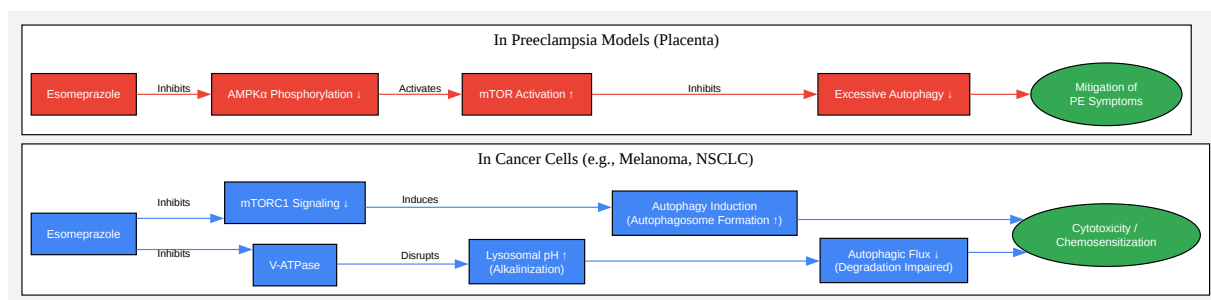 In Preeclampsia Models (Placenta)
Esomeprazole
Inhibits
AMPKα Phosphorylation ↓
Activates
mTOR Activation ↑
Inhibits
Excessive Autophagy ↓
Mitigation of
PE Symptoms
In Cancer Cells (e.g., Melanoma, NSCLC)
Esomeprazole
Inhibits
mTORC1 Signaling ↓
Induces
Autophagy Induction
(Autophagosome Formation ↑)
Inhibits
V-ATPase
Disrupts
Lysosomal pH ↑
(Alkalinization)
Autophagic Flux ↓
(Degradation Impaired)
Cytotoxicity /
Chemosensitization